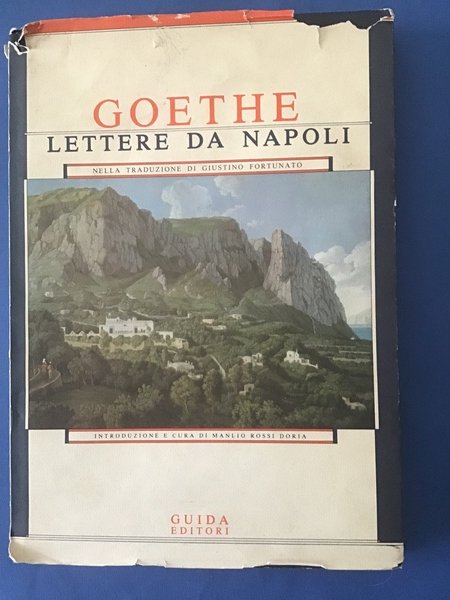 GOETHE
LETTERE DA NAPOLI
NELLA TRADUZIONE DI GIUSTINO FORTUNATO
INTRODUZIONE E CURA DI MANLIO ROSSI DORIA
GUIDA
EDITORI